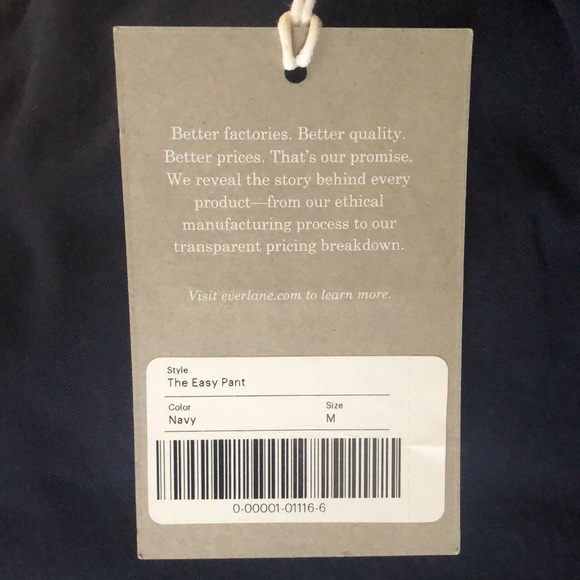 Better factories. Better quality.
Better prices. That's our promise.
We reveal the story behind every
product—from our ethical
manufacturing process to our
transparent pricing breakdown.
Visit everlane.com to learn more.
Style
The Easy Pant
Color Size
Navy M
0-00001-01116-6